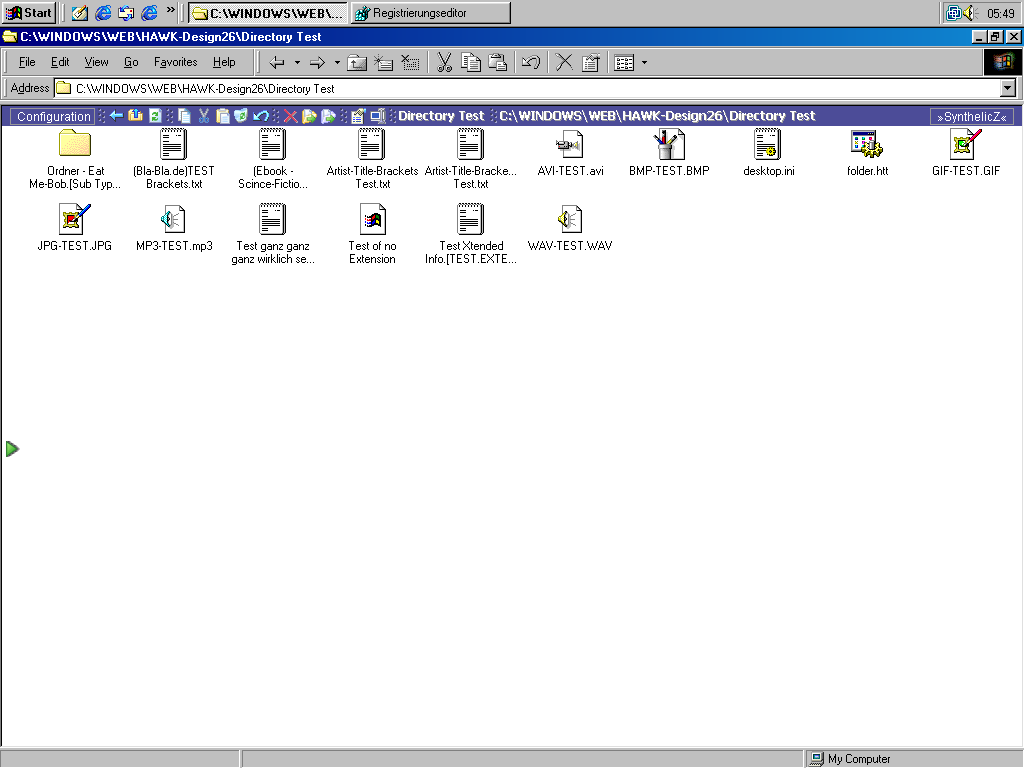 Start » C:\WINDOWS\WEB\... Registrierungseditor 05:49
C:\WINDOWS\WEB\HAWK-Design26\Directory Test
File Edit View Go Favorites Help
Address C:\WINDOWS\WEB\HAWK-Design26\Directory Test
Configuration Directory Test C:\WINDOWS\WEB\HAWK-Design26\Directory Test »SynthelicZ«
Ordner - Eat
Me-Bob.[Sub Typ...
(Bla-Bla.de)TEST
Brackets.txt
(Ebook -
Scince-Fictio...
Artist-Title-Brackets
Test.txt
Artist-Title-Bracke...
Test.txt
AVI-TEST.avi
BMP-TEST.BMP
desktop.ini
folder.htt
GIF-TEST.GIF
JPG-TEST.JPG
MP3-TEST.mp3
Test ganz ganz
ganz wirklich se...
Test of no
Extension
Test Xtended
Info.[TEST.EXTE...
WAV-TEST.WAV
My Computer